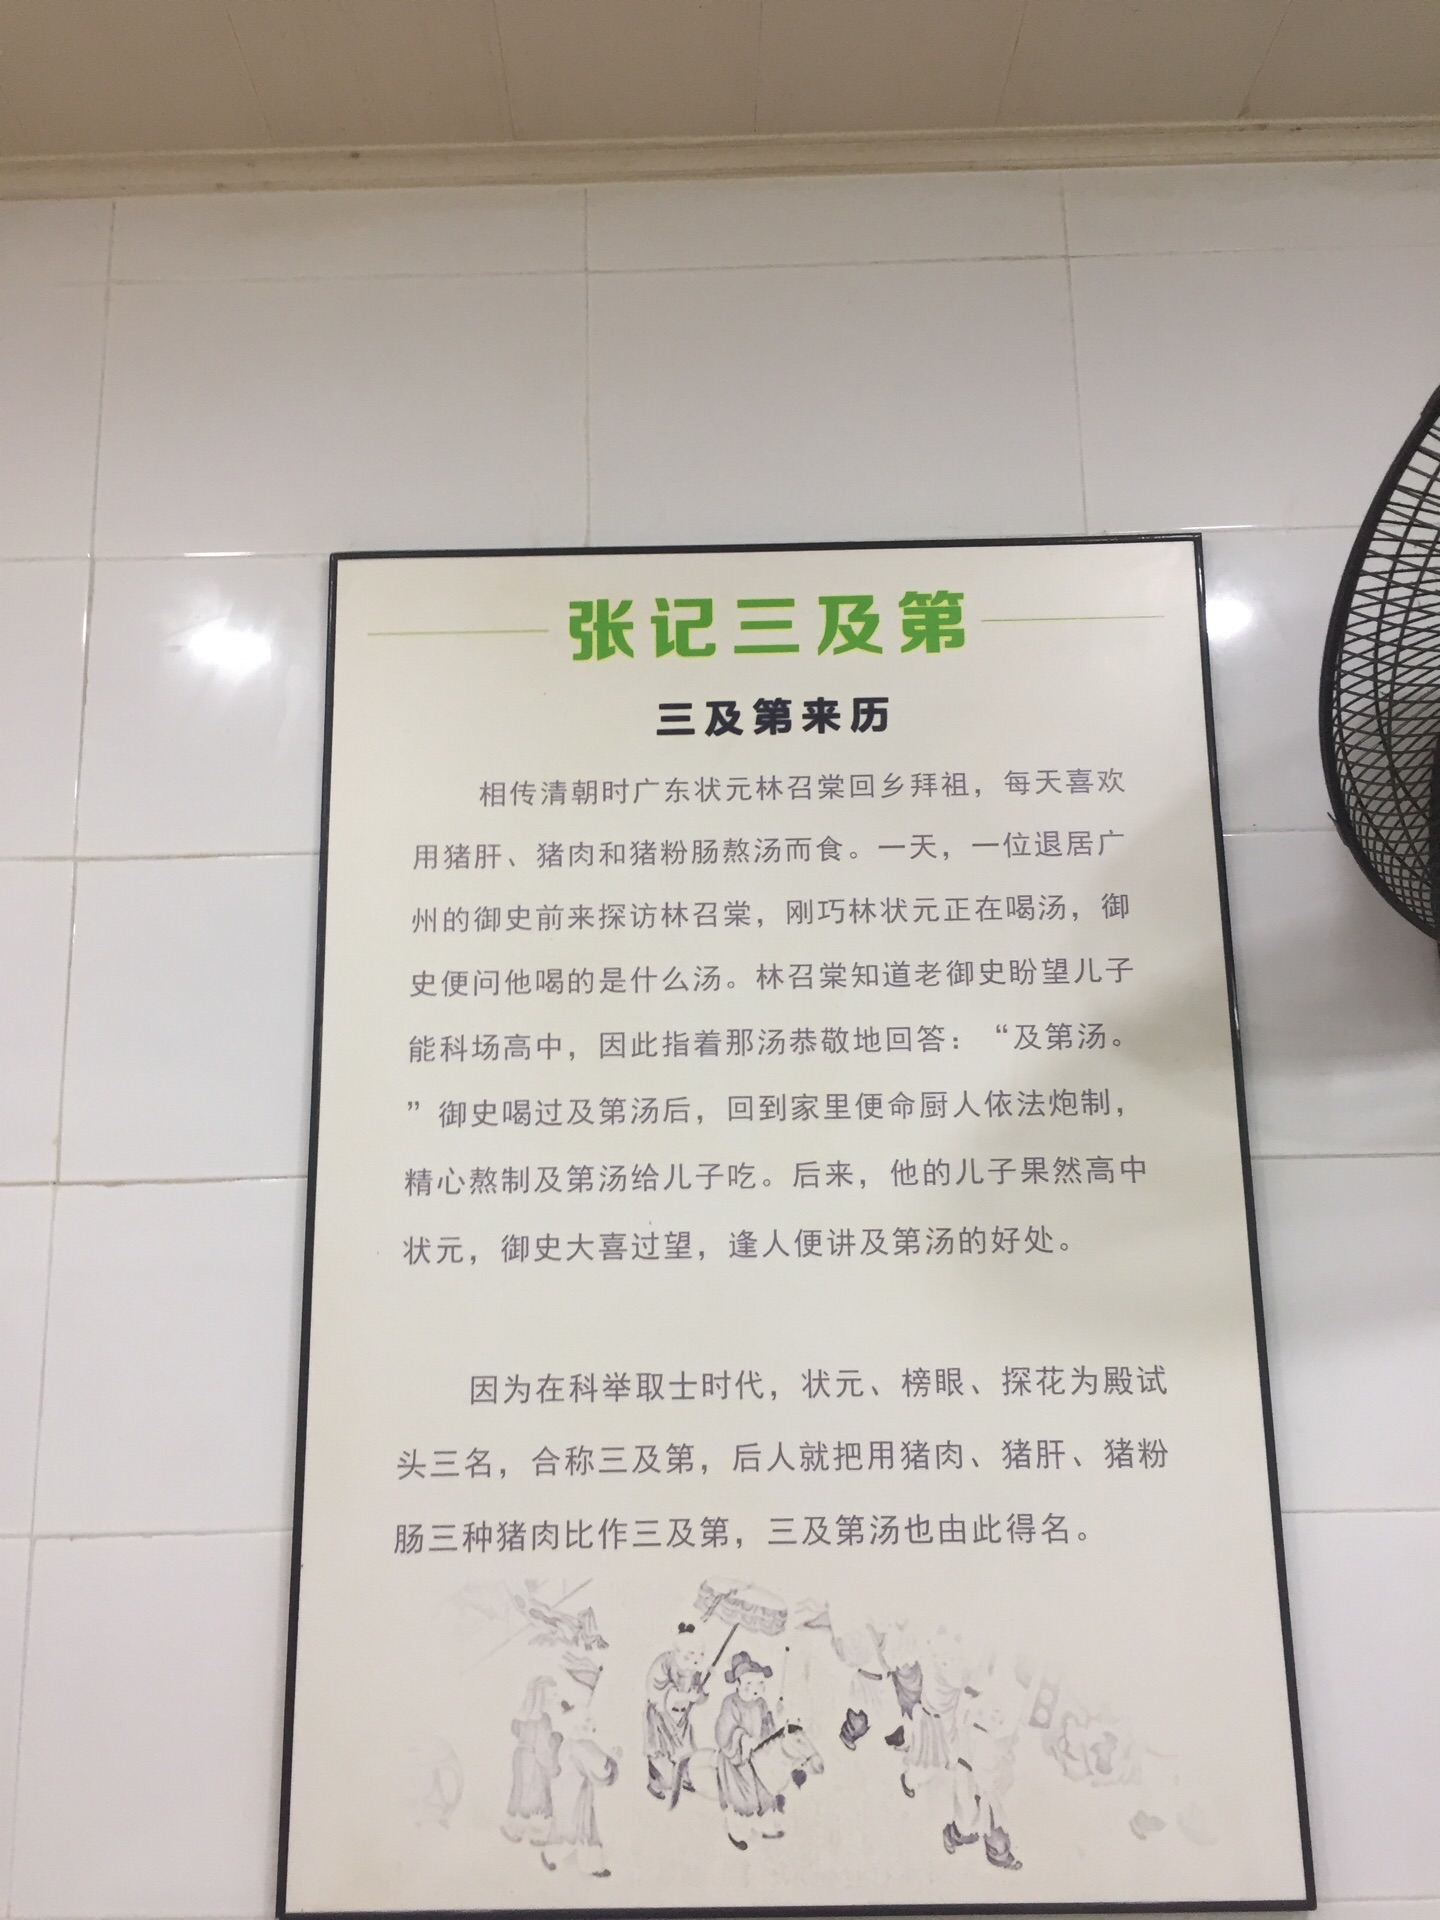 张记三及第
三及第来历
相传清朝时广东状元林召棠回乡拜祖，每天喜欢
用猪肝、猪肉和猪粉肠熬汤而食。一天，一位退居广
州的御史前来探访林召棠，刚巧林状元正在喝汤，御
史便问他喝的是什么汤。林召棠知道老御史盼望儿子
能科场高中，因此指着那汤恭敬地回答：“及第汤。
”御史喝过及第汤后，回到家里便命厨人依法炮制，
精心熬制及第汤给儿子吃。后来，他的儿子果然高中
状元，御史大喜过望，逢人便讲及第汤的好处。
因为在科举取士时代，状元、榜眼、探花为殿试
头三名，合称三及第，后人就把用猪肉、猪肝、猪粉
肠三种猪肉比作三及第，三及第汤也由此得名。